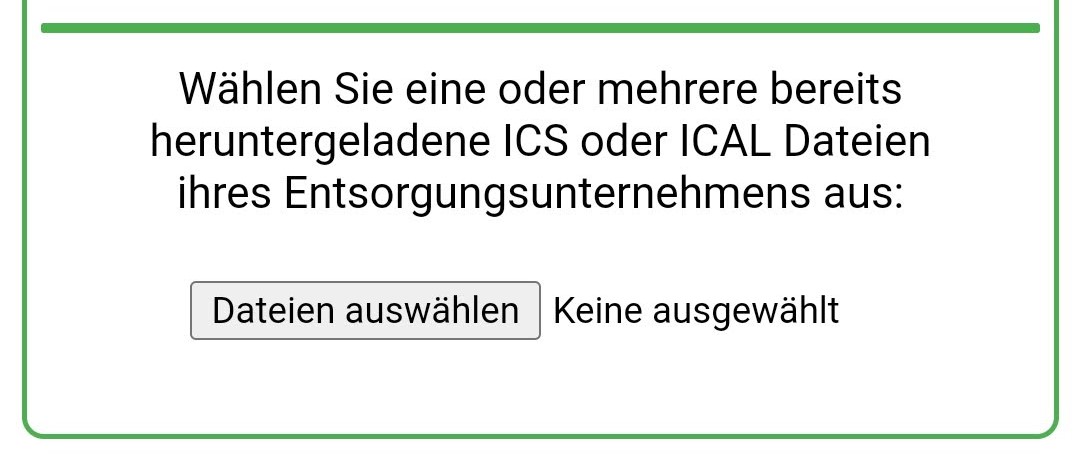 Wählen Sie eine oder mehrere bereits
heruntergeladene ICS oder ICAL Dateien
ihres Entsorgungsunternehmens aus:
Dateien auswählen Keine ausgewählt